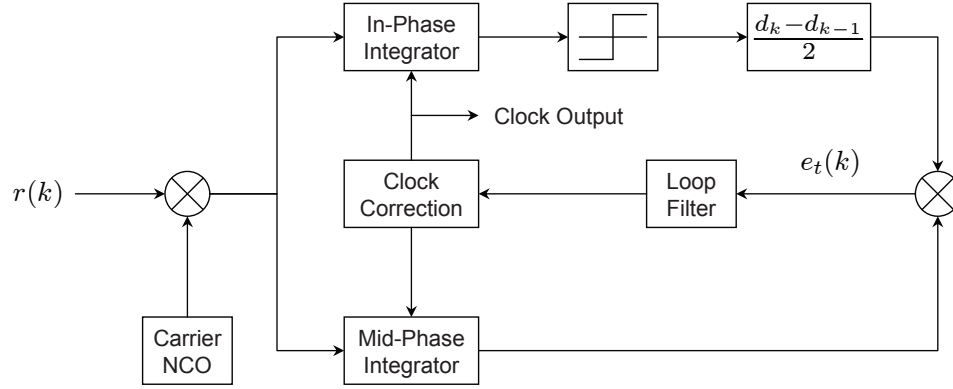 In-Phase
Integrator
d_k − d_{k−1}
2
Clock Output
r(k)
Clock
Correction
Loop
Filter
e_t(k)
Carrier
NCO
Mid-Phase
Integrator